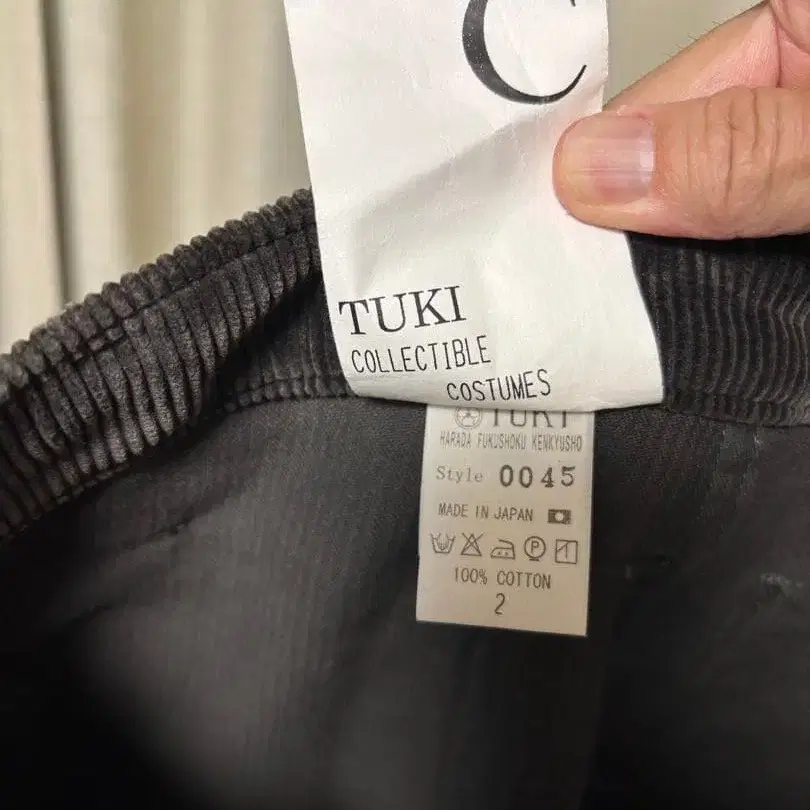 C
TUKI
COLLECTIBLE
COSTUMES
TUKI
HARADA FUKUSHOKU KENKYUSHO
Style 0045
MADE IN JAPAN
P
100% COTTON
2